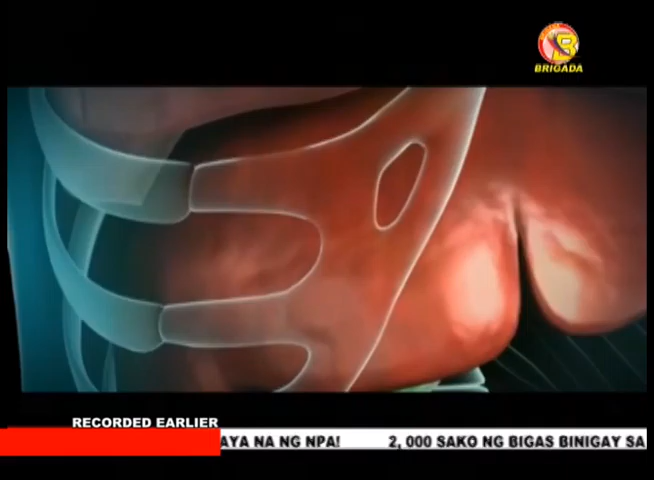 BRIGADA
RECORDED EARLIER
AYA NA NG NPA! 2, 000 SAKO NG BIGAS BINIGAY SA